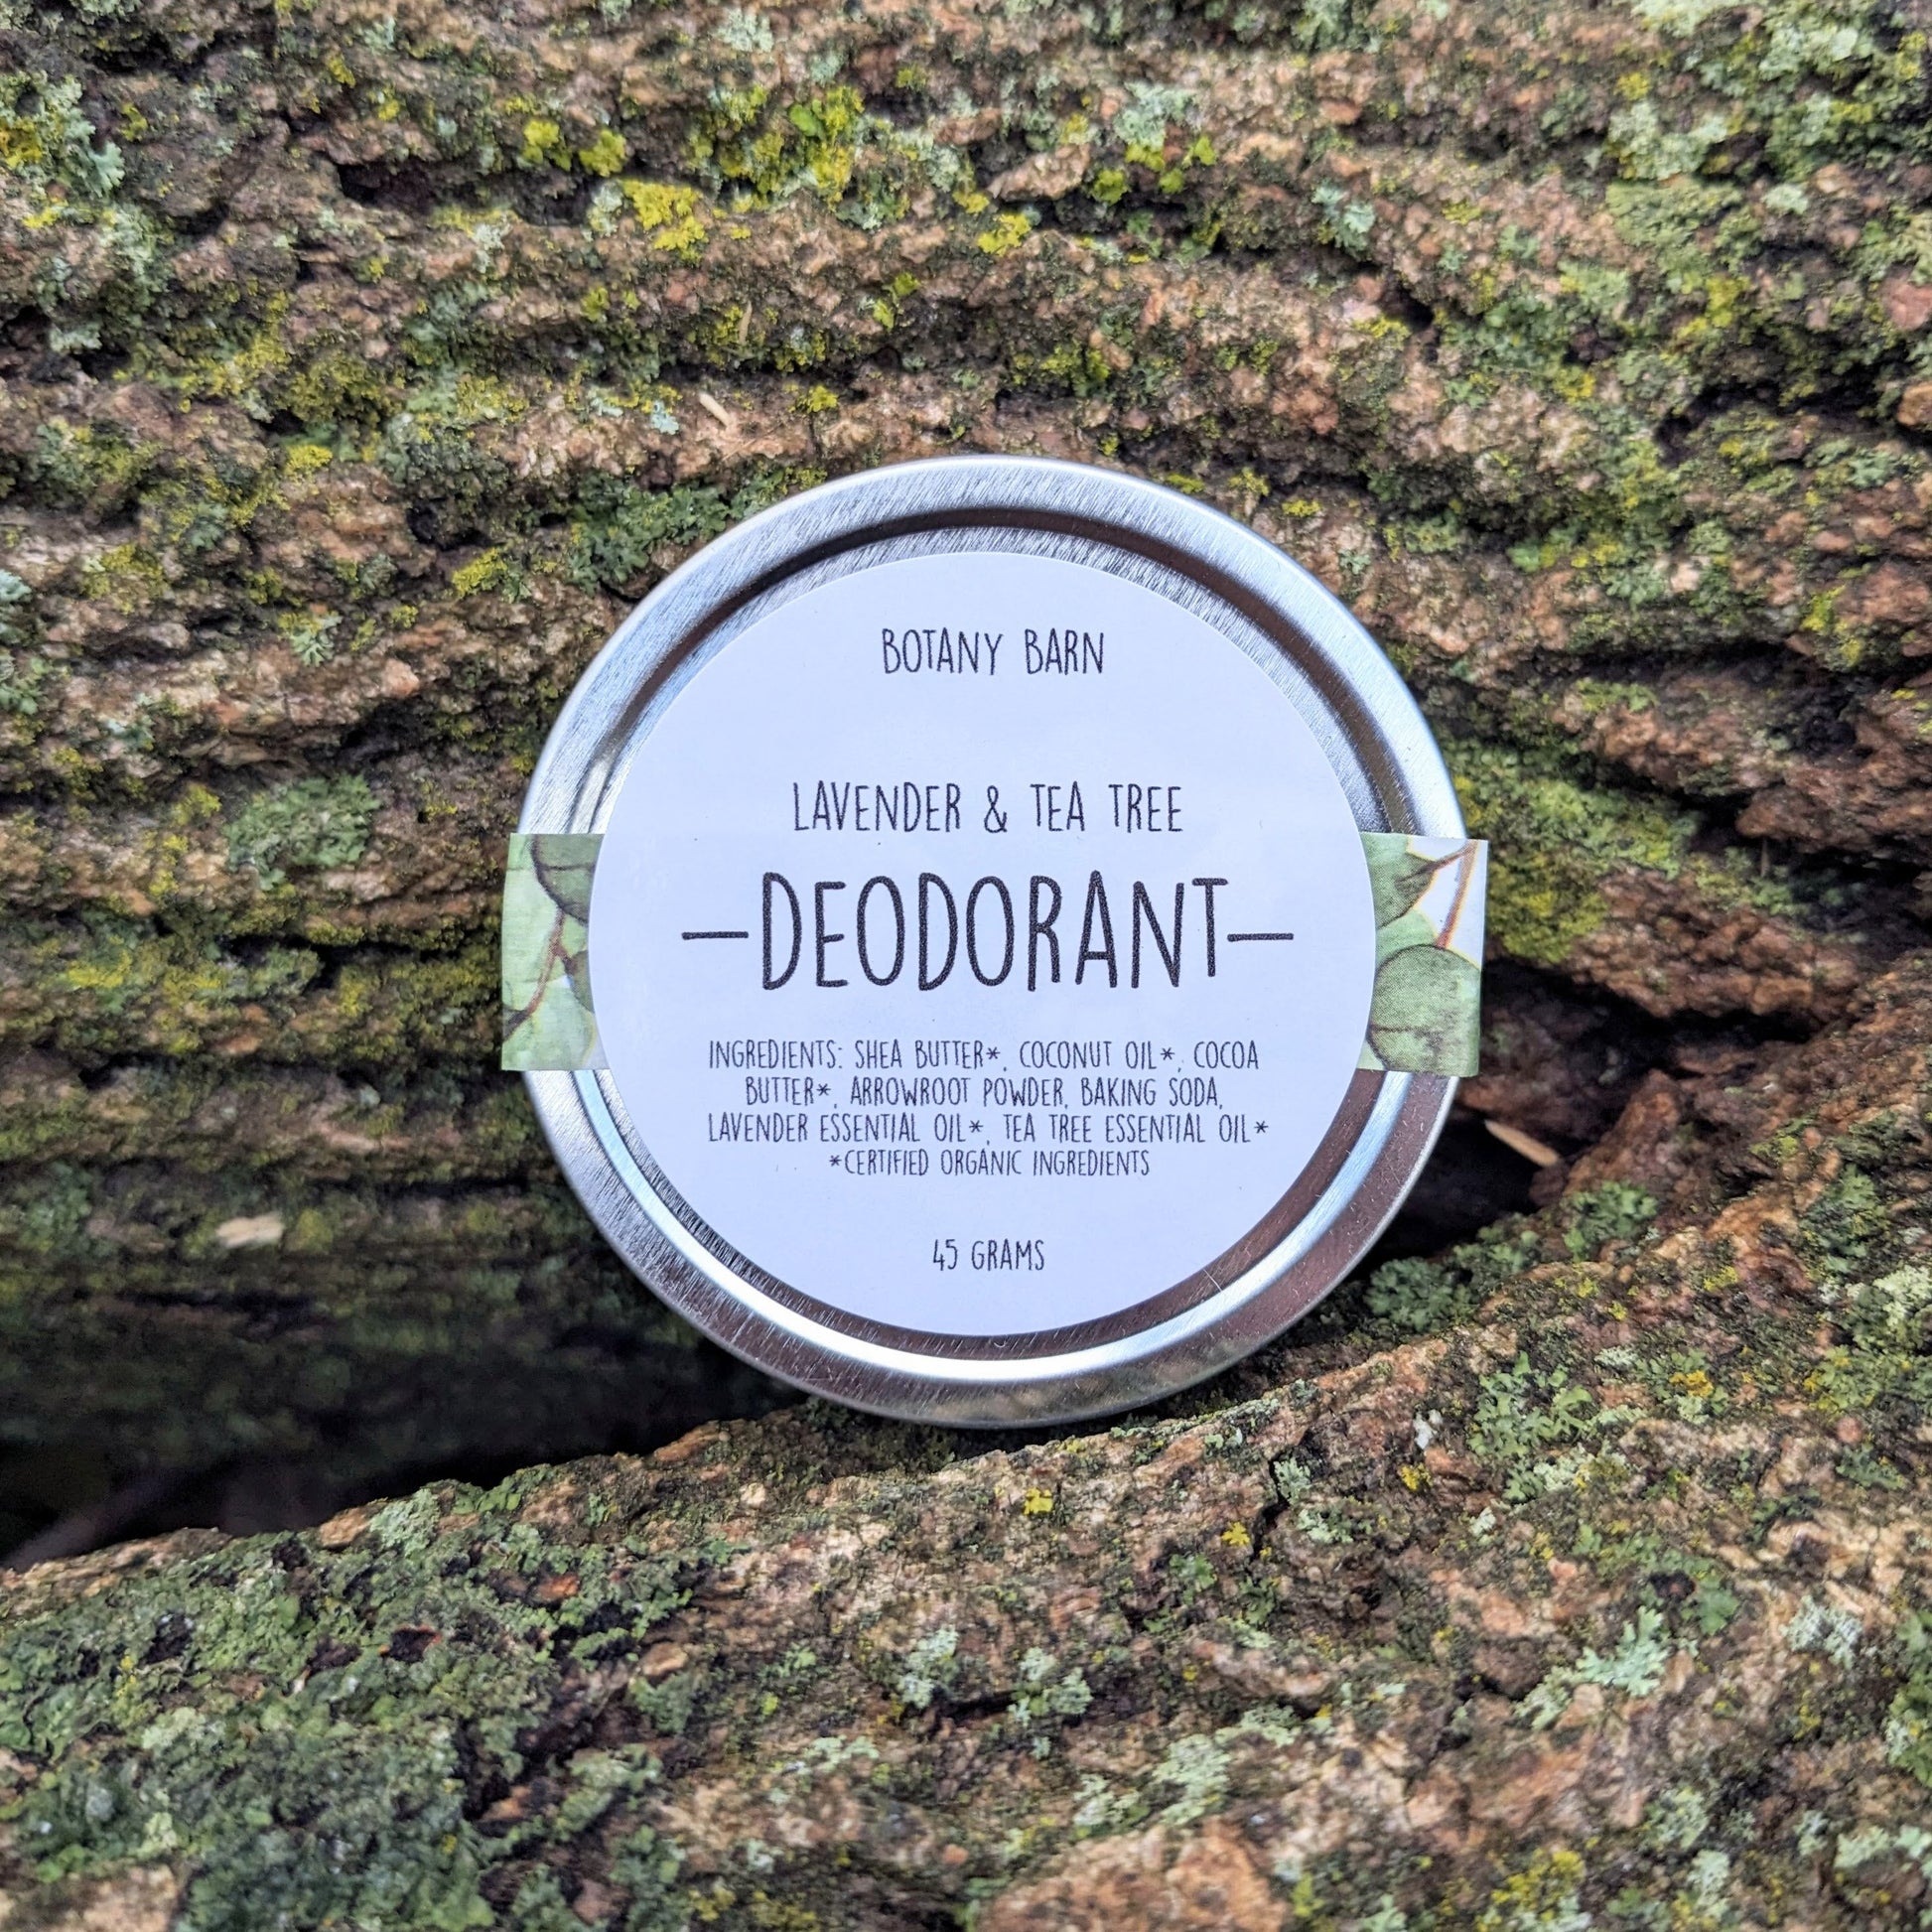 BOTANY BARN
LAVENDER & TEA TREE
—DEODORANT—
INGREDIENTS: SHEA BUTTER*, COCONUT OIL*, COCOA
BUTTER*, ARROWROOT POWDER, BAKING SODA,
LAVENDER ESSENTIAL OIL*, TEA TREE ESSENTIAL OIL*
*CERTIFIED ORGANIC INGREDIENTS
45 GRAMS